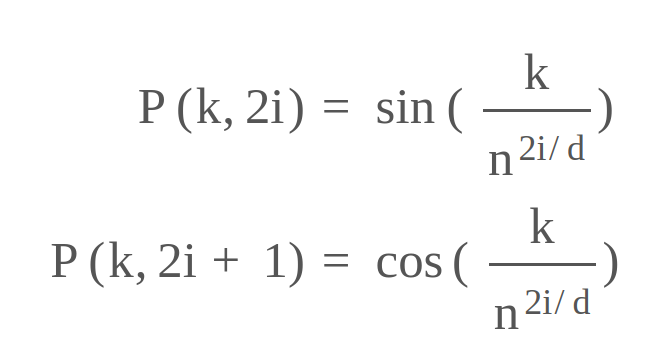 P (k, 2i) = sin ( k / n^{2i/ d} )
P (k, 2i + 1) = cos ( k / n^{2i/ d} )